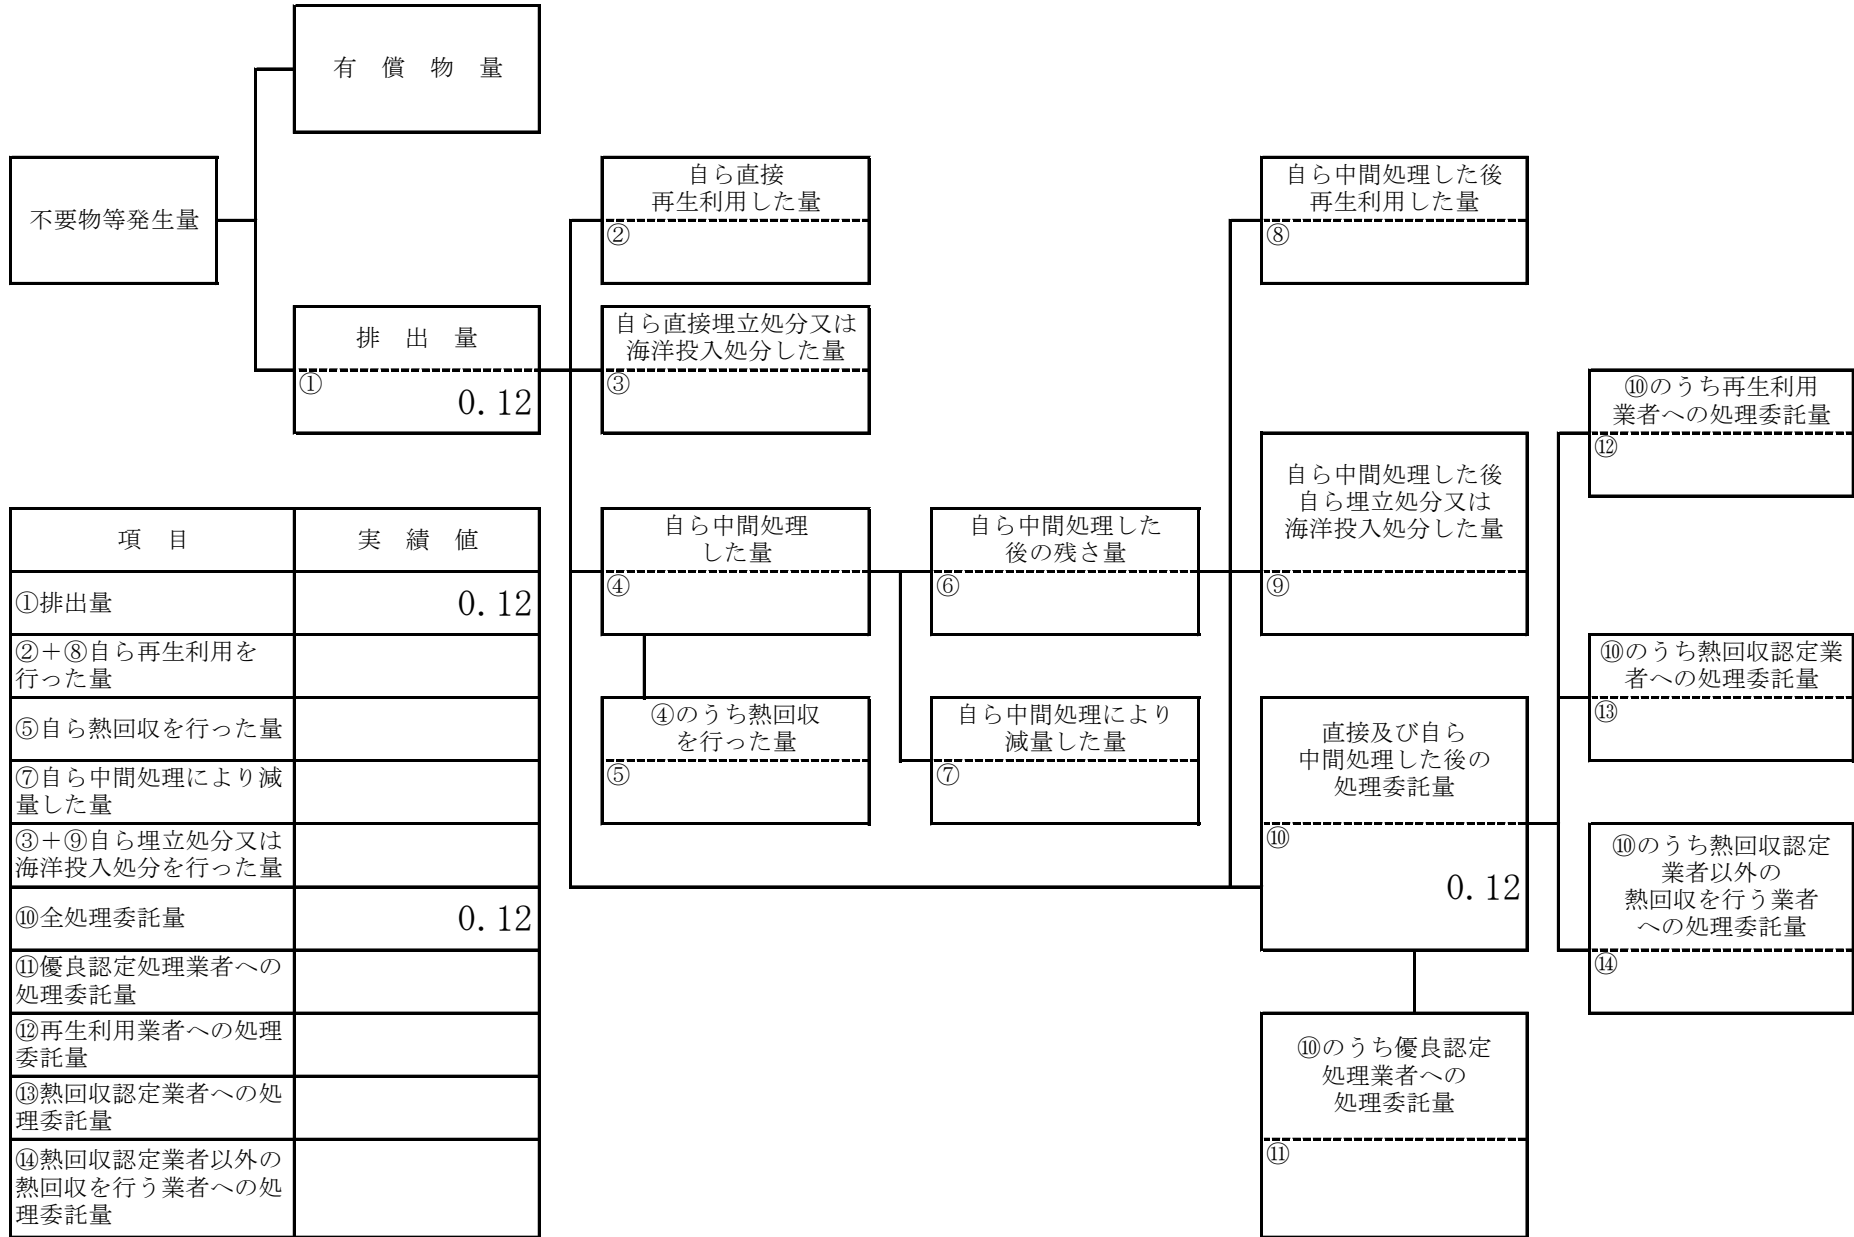 有　償　物　量
不要物等発生量
排　出　量
①
0.12
自ら直接
再生利用した量
②
自ら直接埋立処分又は
海洋投入処分した量
③
自ら中間処理
した量
④
④のうち熱回収
を行った量
⑤
自ら中間処理した
後の残さ量
⑥
自ら中間処理により
減量した量
⑦
自ら中間処理した後
再生利用した量
⑧
自ら中間処理した後
自ら埋立処分又は
海洋投入処分した量
⑨
直接及び自ら
中間処理した後の
処理委託量
⑩
0.12
⑩のうち優良認定
処理業者への
処理委託量
⑪
⑩のうち再生利用
業者への処理委託量
⑫
⑩のうち熱回収認定業
者への処理委託量
⑬
⑩のうち熱回収認定
業者以外の
熱回収を行う業者
への処理委託量
⑭
項　目　実　績　値
①排出量　0.12
②＋⑧自ら再生利用を
行った量
⑤自ら熱回収を行った量
⑦自ら中間処理により減
量した量
③＋⑨自ら埋立処分又は
海洋投入処分を行った量
⑩全処理委託量　0.12
⑪優良認定処理業者への
処理委託量
⑫再生利用業者への処理
委託量
⑬熱回収認定業者への処
理委託量
⑭熱回収認定業者以外の
熱回収を行う業者への処
理委託量